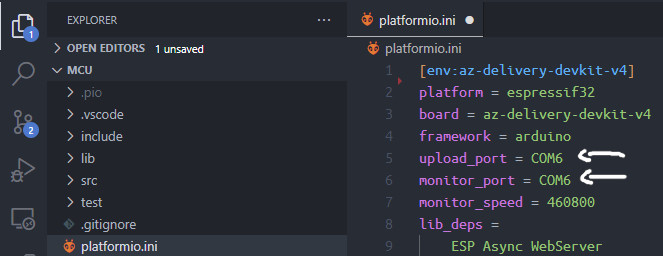 EXPLORER
OPEN EDITORS 1 unsaved
MCU
.pio
.vscode
include
lib
src
test
.gitignore
platformio.ini
1
2
platformio.ini
platformio.ini
1 [env:az-delivery-devkit-v4]
2 platform = espressif32
3 board = az-delivery-devkit-v4
4 framework = arduino
5 upload_port = COM6
6 monitor_port = COM6
7 monitor_speed = 460800
8 lib_deps =
9 ESP Async WebServer